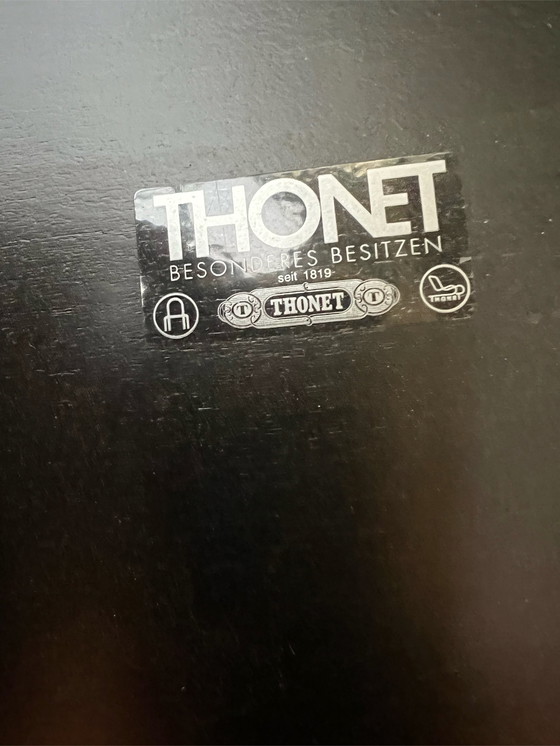 THONET
BESONDERES BESITZEN
seit 1819
T THONET T
THONET